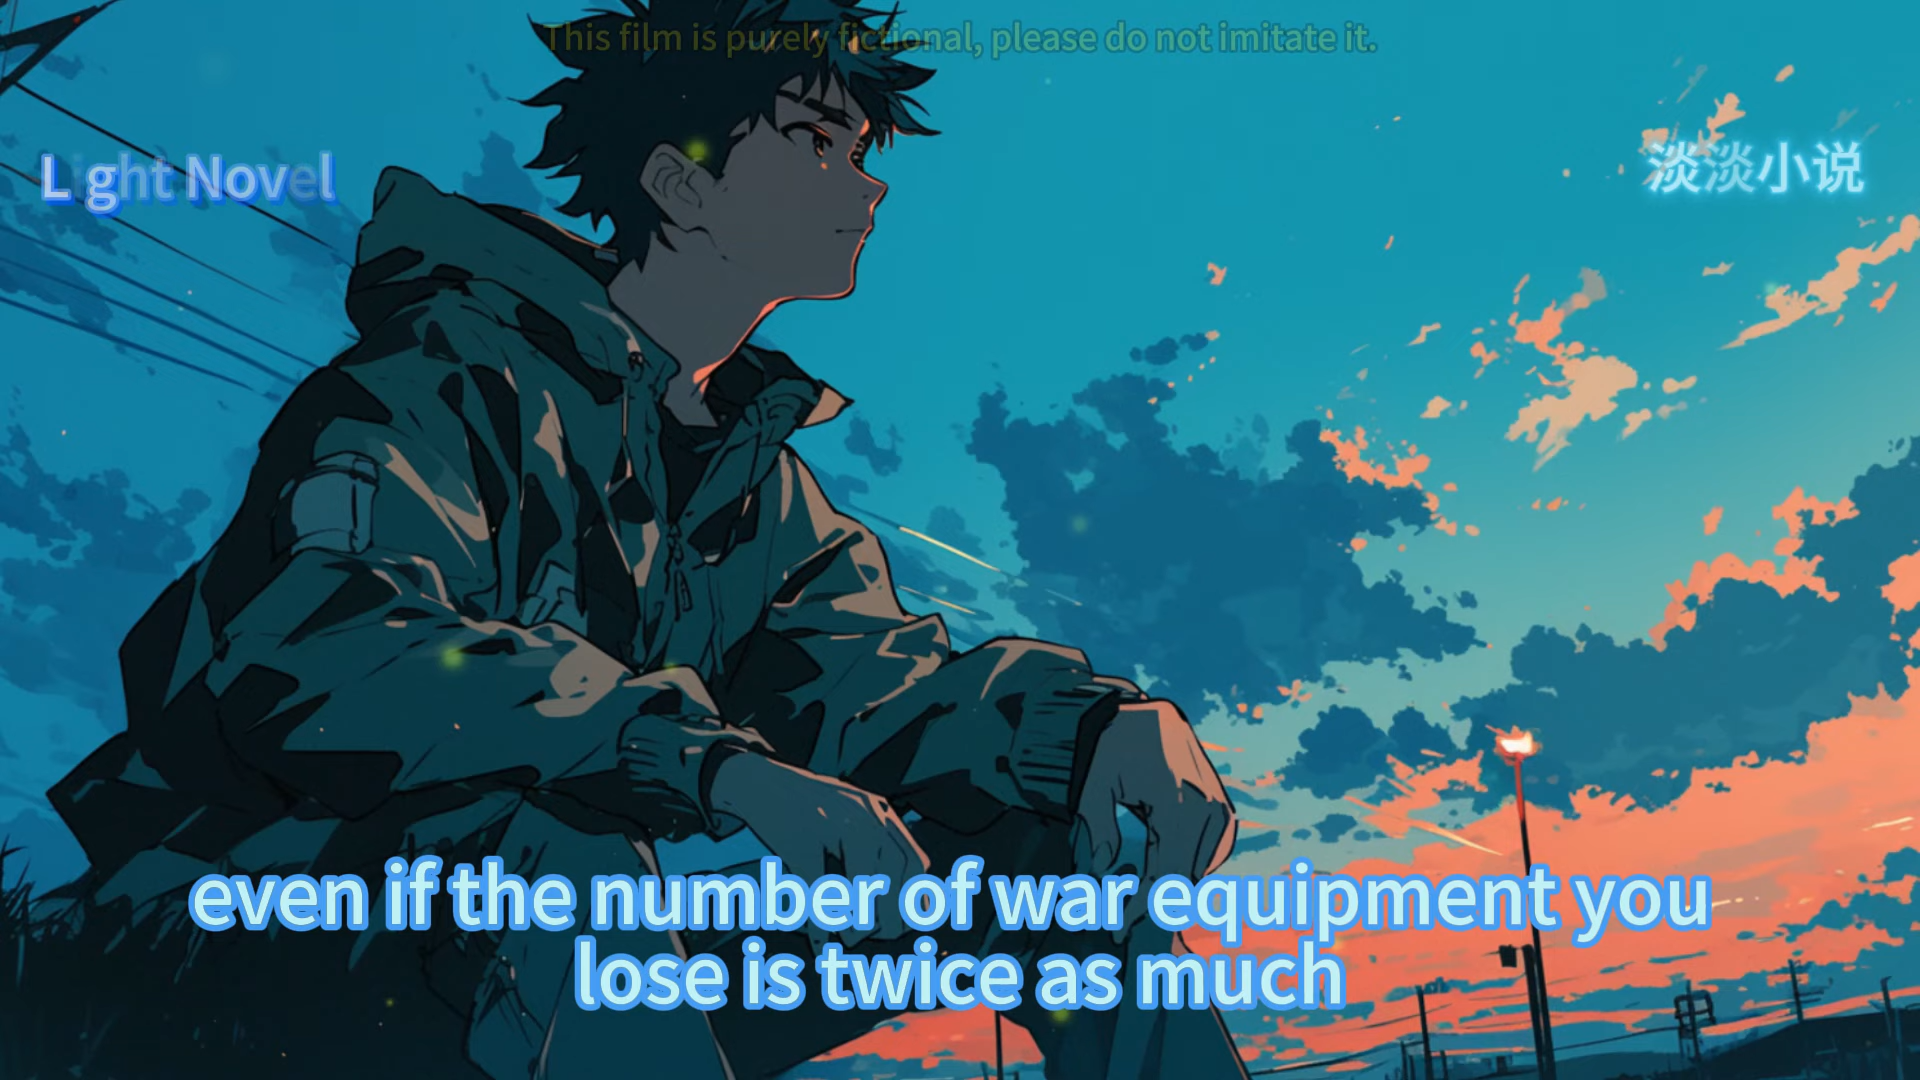 This film is purely fictional, please do not imitate it.
Light Novel
淡淡小说
even if the number of war equipment you
lose is twice as much